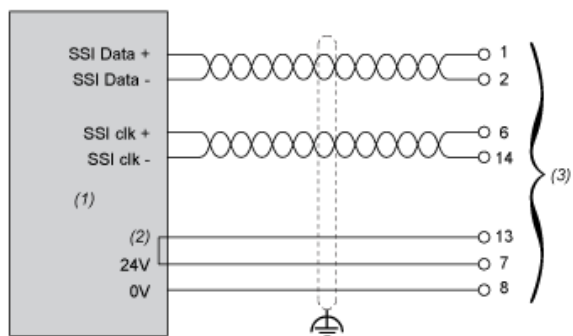 SSI Data + 1
SSI Data - 2
SSI clk + 6
SSI clk - 14
(1)
(3)
(2) 13
24V 7
0V 8